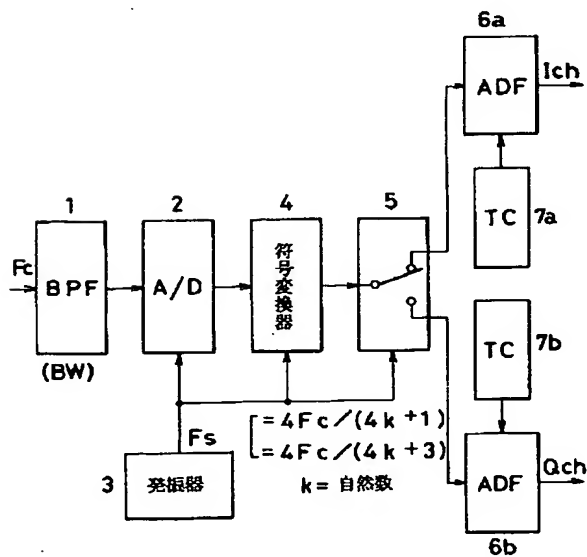 6a
Ich
ADF
1
2
4
5
TC
7a
Fc
BPF
A/D
符号変換器
(BW)
TC
7b
Fs
=4Fc/(4k+1)
=4Fc/(4k+3)
k=自然数
3
発振器
ADF
Qch
6b